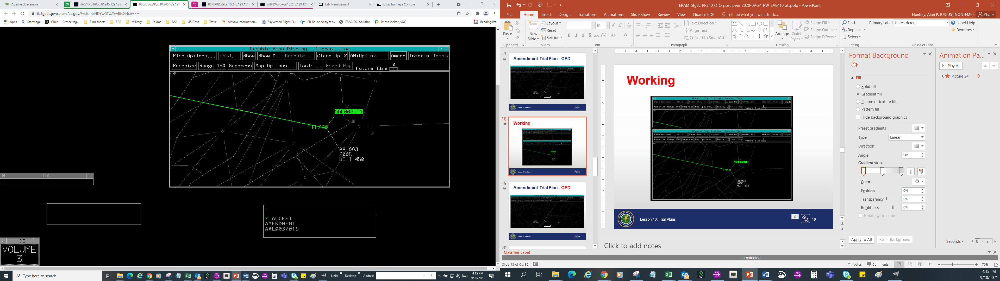 Apache Guacamole
20
865/RPD:RPos:10.245.129.121
866/DVu:DPos:10.245.129.121
16
867/RPD:RPos:10.245.129.121
868/DVu:DPos:10.245.129.121
Lab Management
Guac huntleya Console
tb3guac.gwp.eram.faa.gov/#/client/NDYwOTUAYwBteXNxbA==
Apps
Startpage
Gibiru – Protecting...
Timesheets
ECS
Military
Leidos
FAA
US Govt
Travel
AirNav: Information...
SkyVector: Flight Pl...
IFR Route Analyzer...
FRAC SSL Solution
Photoshelter_AOC
Reading list
Graphic Plan Display - Current Time
Plan Options... Hold... Show Show All Graphic... Clean Up AM+Uplink Amend Interim Templa
Recenter Range 150 Suppress Map Options... Tools... Saved Map Future Time 0
AAL003.T1
FL230
AAL003
200C
KCLT 450
M UA
ACCEPT
AMENDMENT
AAL003/018
DC
VOLUME
3
Type here to search
Links
Desktop
Address
4:15 PM
9/10/2021
ERAM_Stg3c_PRS10_OTO_post_peer_2020-09-24_RW_EAE410_ah.pptx - PowerPoint
File Home Insert Design Transitions Animations Slide Show Review View Nuance PDF Tell me what you want to do...
Huntley, Alan P. [US-US][NON-EMP]
Share
Paste
Clipboard
New
Slide
Layout
Reset
Section
Slides
40
Font
Text Direction
Align Text
Convert to SmartArt
Paragraph
Arrange
Quick
Styles
Shape Fill
Shape Outline
Shape Effects
Drawing
Find
Replace
Select
Editing
Primary Label Unrestricted
Label Help
Favorites
Classifier Label
17
Amendment Trial Plan - GPD
18
Working
19
Amendment Trial Plan - GPD
20
Working
Graphic Plan Display - Current Time
Plan Options... Hold... Show Show All Graphic... Clean Up AM+Uplink Amend Interim Templa
Recenter Range 150 Suppress Map Options... Tools... Saved Map Future Time 0
Graphic Plan Display - Current Time
Plan Options... Hold... Show Show All Graphic... Clean Up AM+Uplink Amend Interim Templa
Recenter Range 150 Suppress Map Options... Tools... Saved Map Future Time 0
AAL003.T1
FL230
AAL003
200C
KCLT 450
Lesson 10: Trial Plans
0
18
Click to add notes
Format Background
Fill
Solid fill
Gradient fill
Picture or texture fill
Pattern fill
Hide background graphics
Preset gradients
Type Linear
Direction
Angle 90°
Gradient stops
Color
Position 0%
Transparency 0%
Brightness 0%
Rotate with shape
Apply to All
Reset Background
Animation Pa...
Play All
0 Picture 24
Seconds
0 2
Classifier Label
Unrestricted
Slide 18 of 0 .. 30
Notes
Comments
70%
4:15 PM
9/10/2021